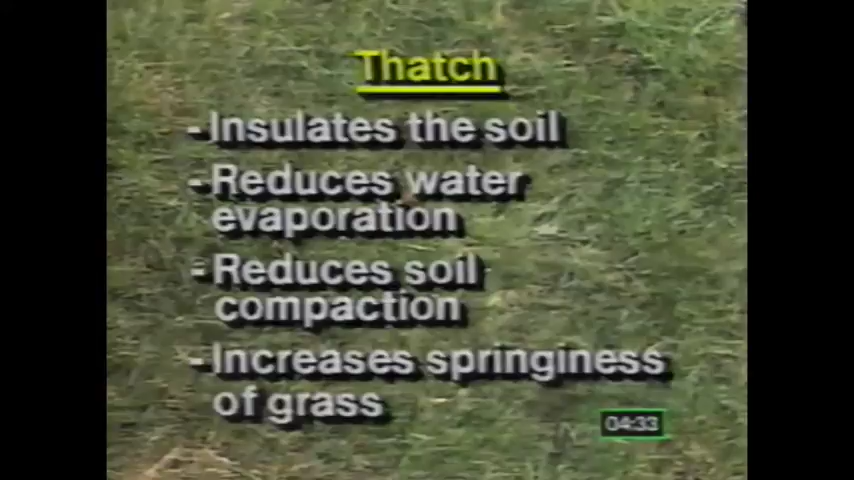 Thatch
- Insulates the soil
- Reduces water
evaporation
- Reduces soil
compaction
- Increases springiness
of grass
04:33